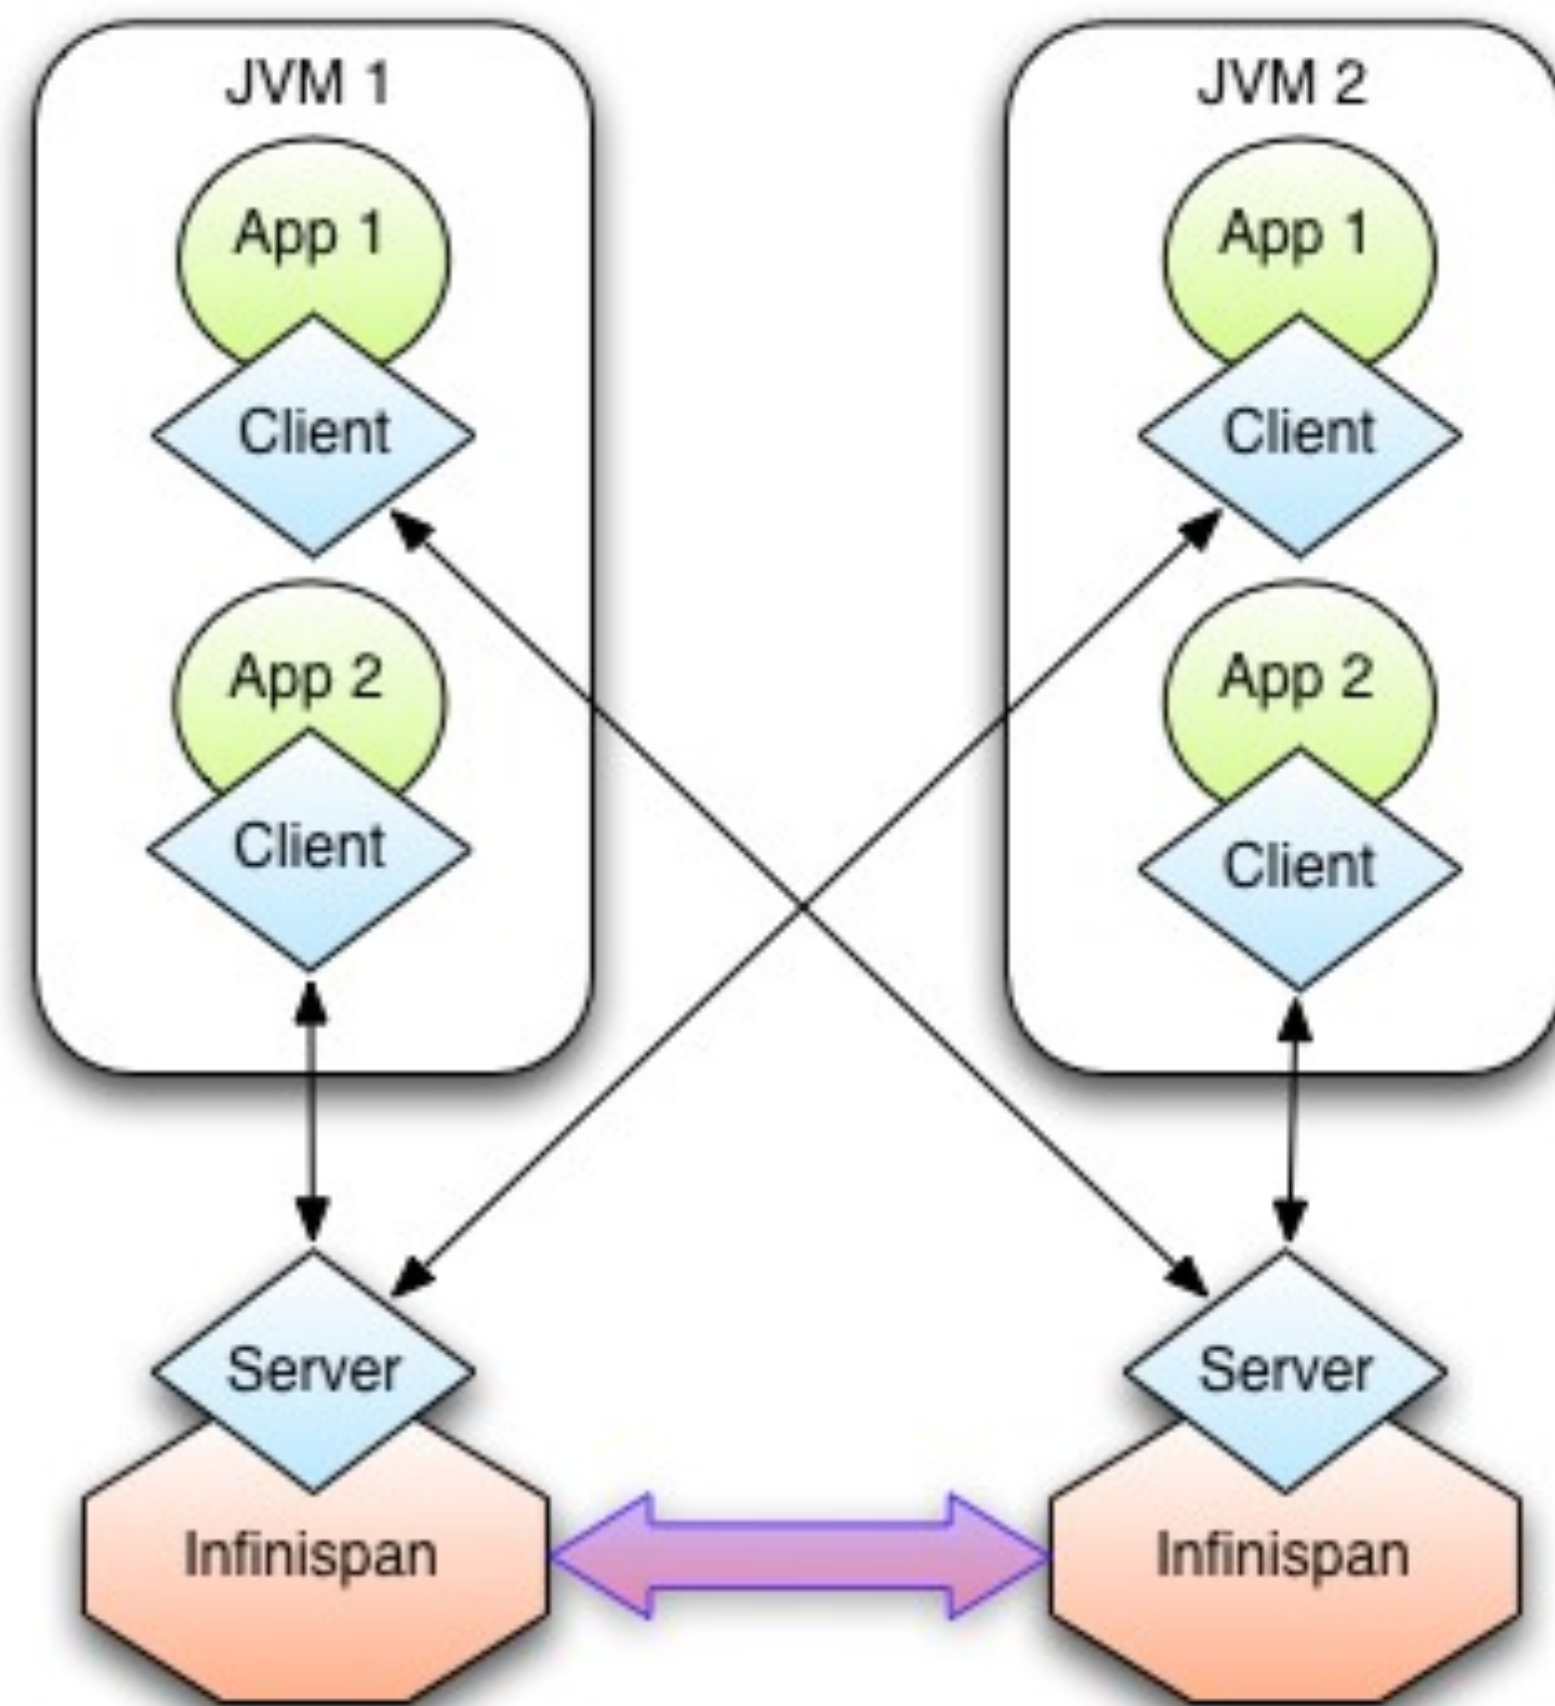 JVM 1
App 1
Client
App 2
Client
JVM 2
App 1
Client
App 2
Client
Server
Infinispan
Server
Infinispan